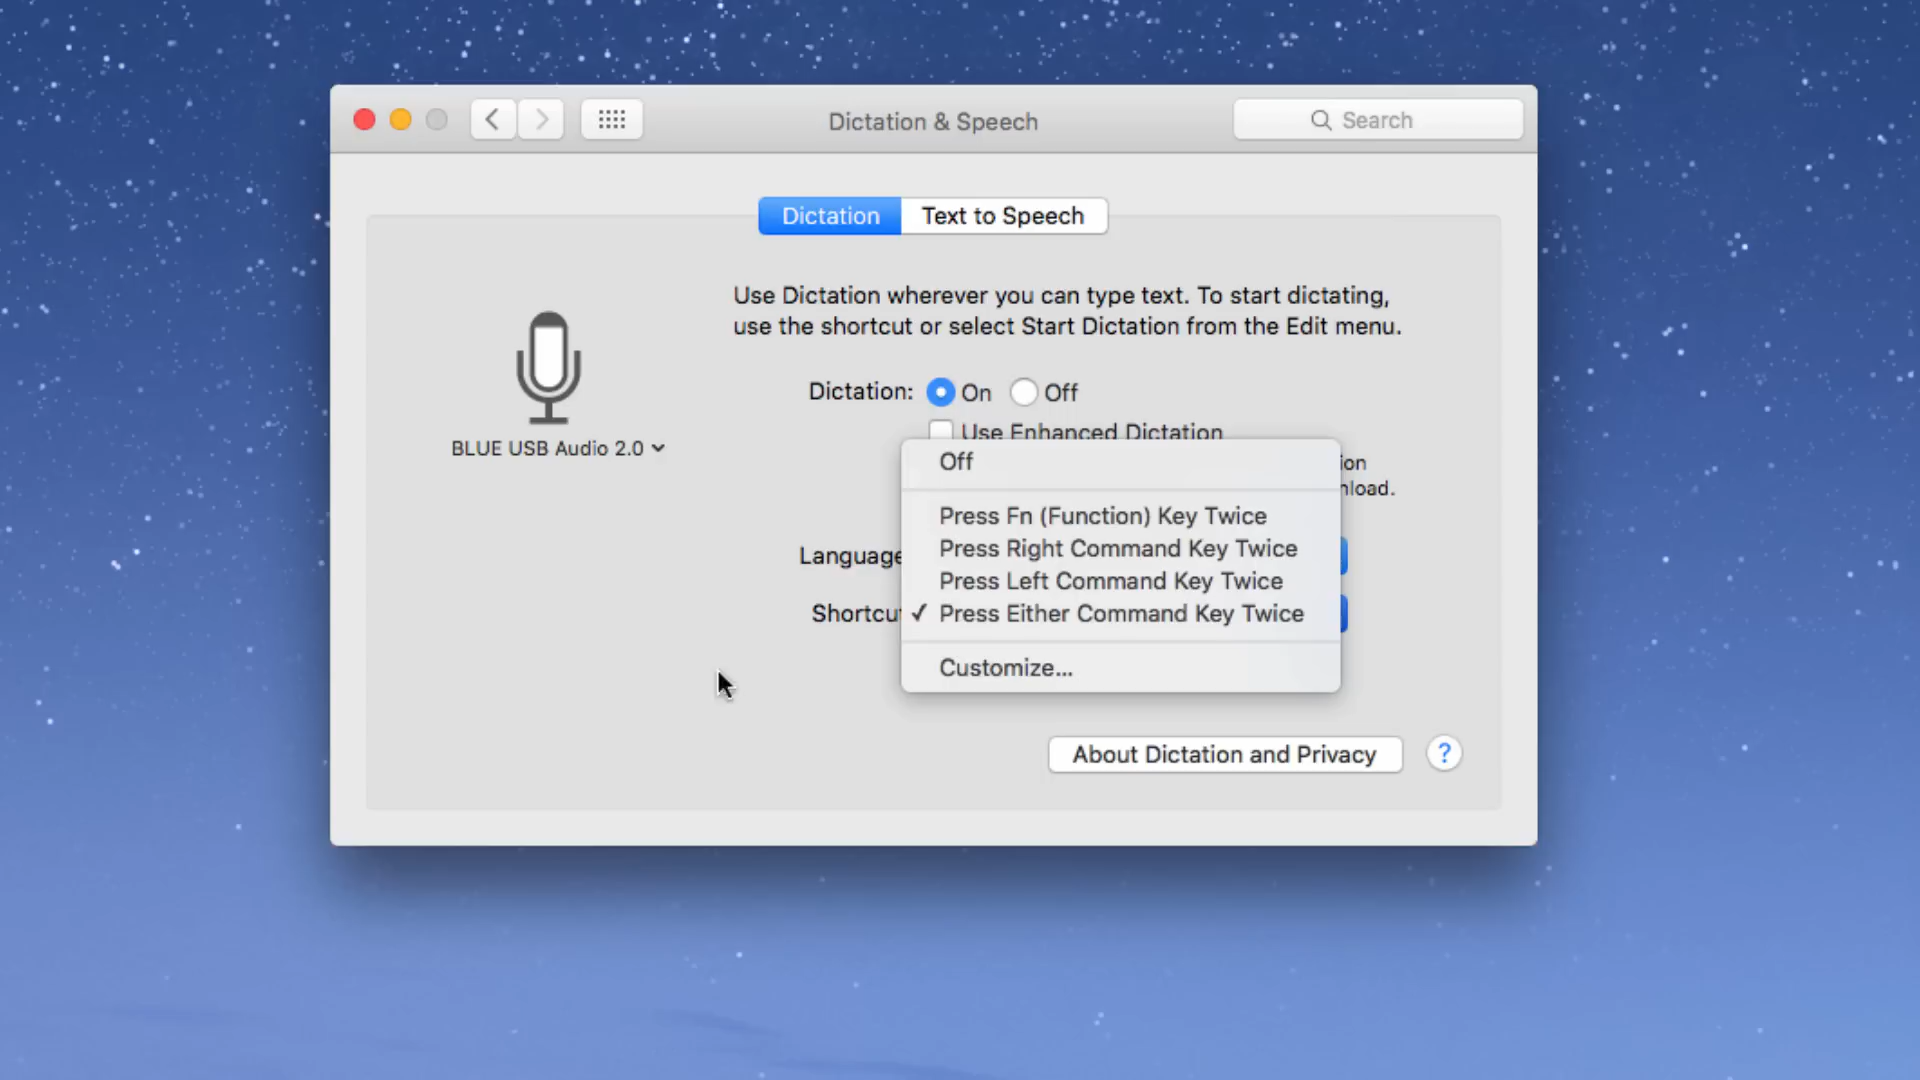 Dictation & Speech
Search
Dictation
Text to Speech
Use Dictation wherever you can type text. To start dictating,
use the shortcut or select Start Dictation from the Edit menu.
Dictation: On Off
Use Enhanced Dictation
BLUE USB Audio 2.0
Off
ion
nload.
Press Fn (Function) Key Twice
Press Right Command Key Twice
Language
Press Left Command Key Twice
Shortcu ✓ Press Either Command Key Twice
Customize...
About Dictation and Privacy ?